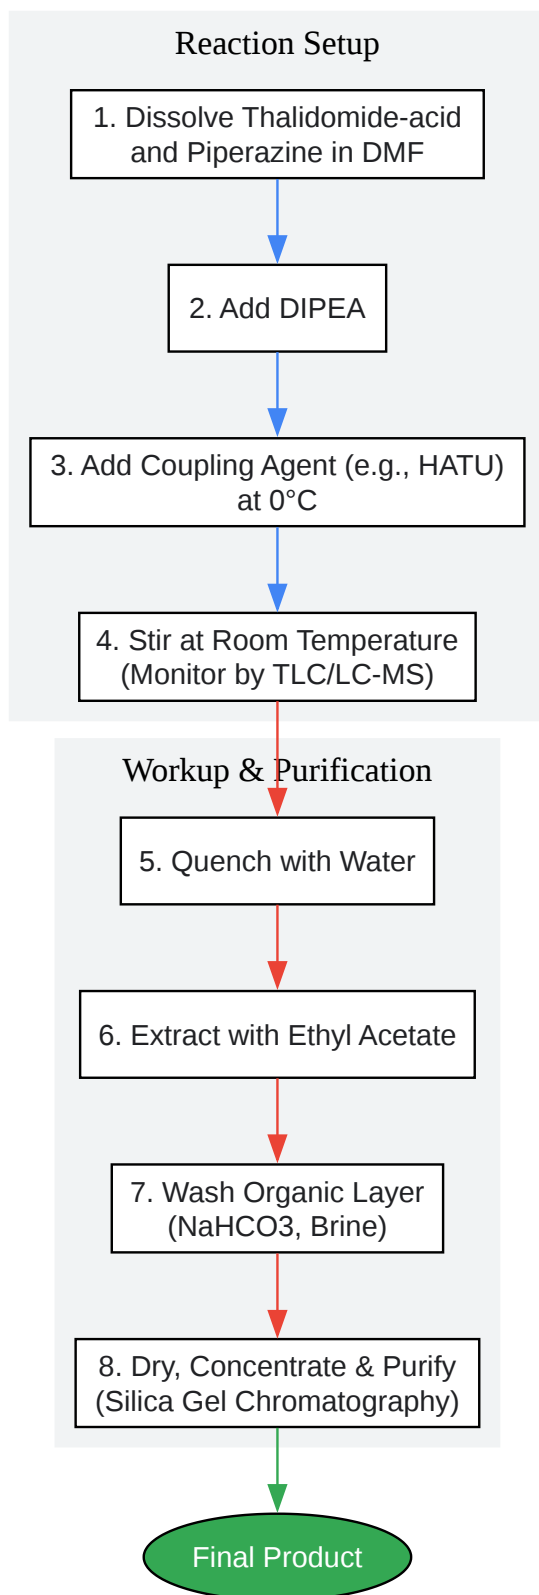 Reaction Setup
1. Dissolve Thalidomide-acid
and Piperazine in DMF
2. Add DIPEA
3. Add Coupling Agent (e.g., HATU)
at 0°C
4. Stir at Room Temperature
(Monitor by TLC/LC-MS)
Workup & Purification
5. Quench with Water
6. Extract with Ethyl Acetate
7. Wash Organic Layer
(NaHCO3, Brine)
8. Dry, Concentrate & Purify
(Silica Gel Chromatography)
Final Product